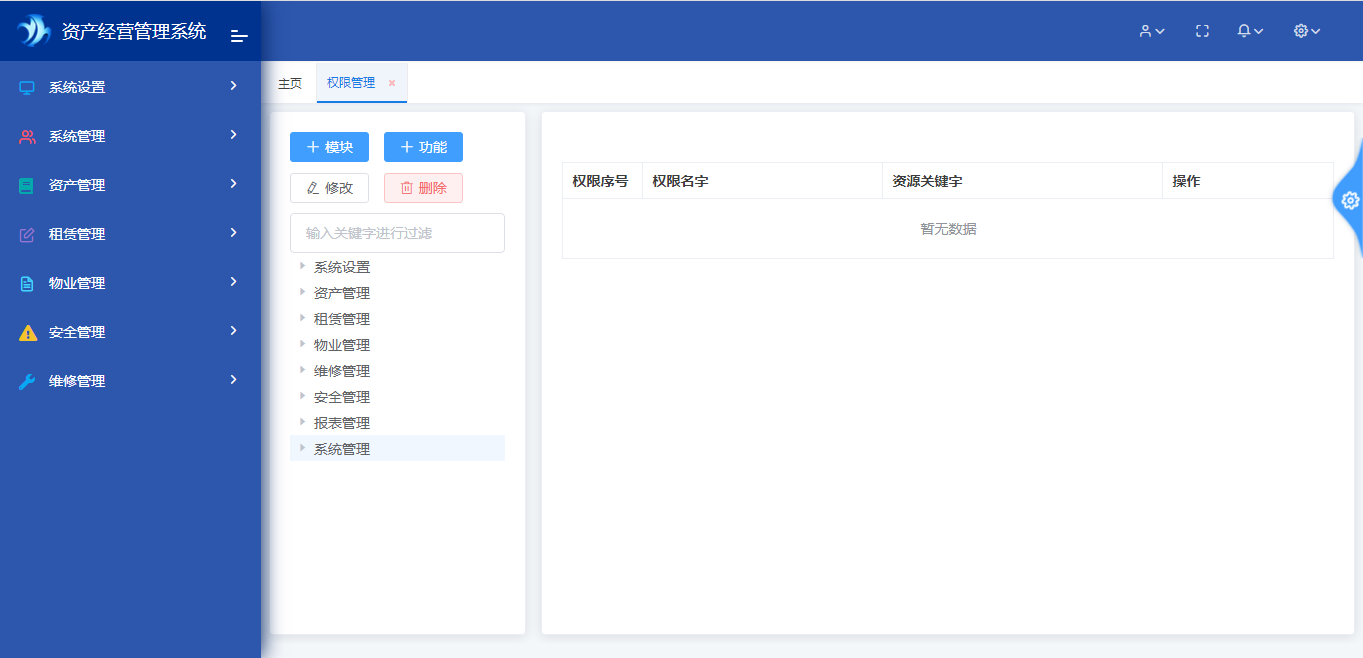 资产经营管理系统
系统设置
系统管理
资产管理
租赁管理
物业管理
安全管理
维修管理
主页
权限管理
模块
功能
修改
删除
输入关键字进行过滤
系统设置
资产管理
租赁管理
物业管理
维修管理
安全管理
报表管理
系统管理
权限序号 权限名字 资源关键字 操作
暂无数据